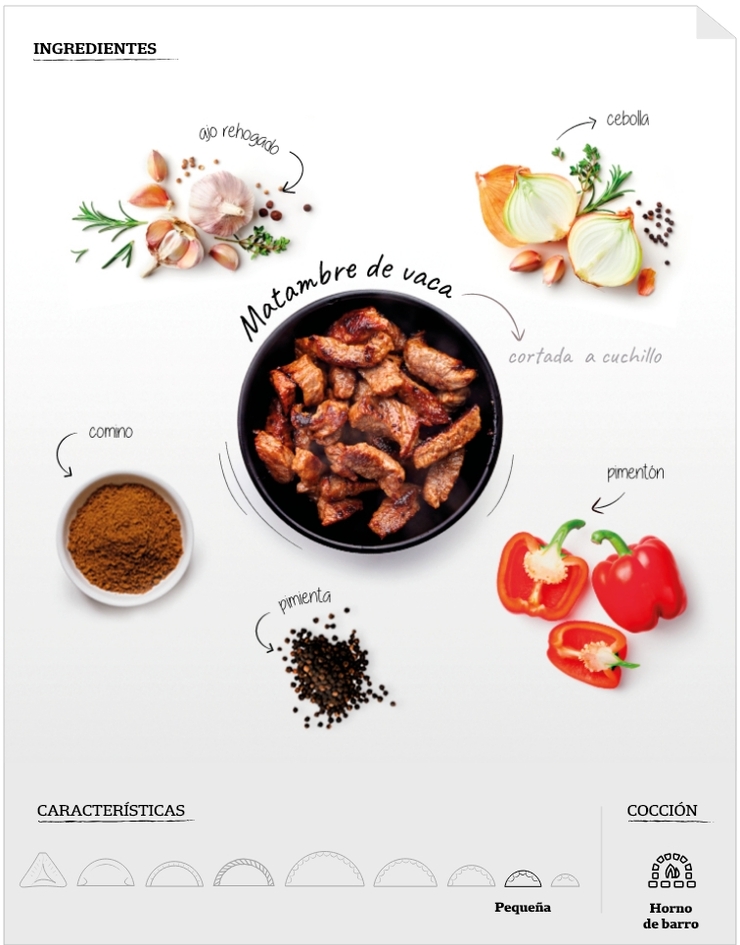 INGREDIENTES
ajo rehogado
cebolla
Matambre de vaca
cortada a cuchillo
comino
pimentón
pimienta
CARACTERÍSTICAS
COCCIÓN
Pequeña
Horno
de barro